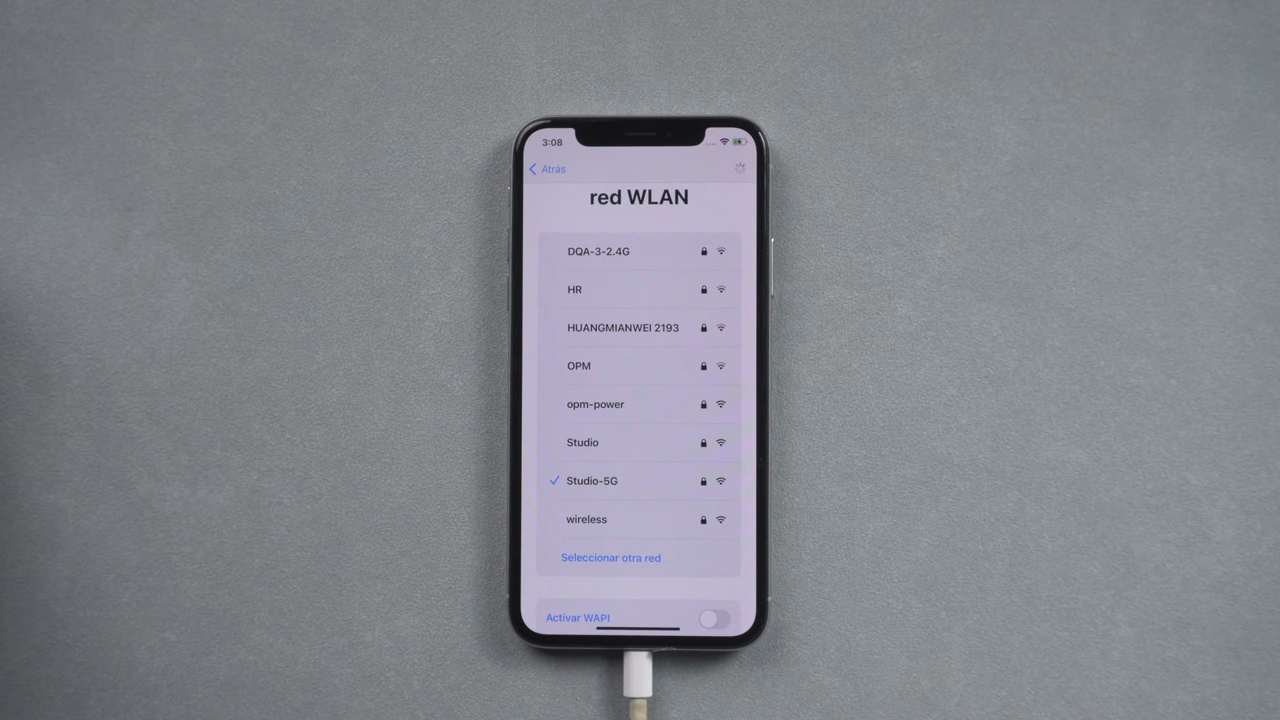 3:08
Atrás
red WLAN
DQA-3-2.4G
HR
HUANGMIANWEI 2193
OPM
opm-power
Studio
Studio-5G
wireless
Seleccionar otra red
Activar WAPI